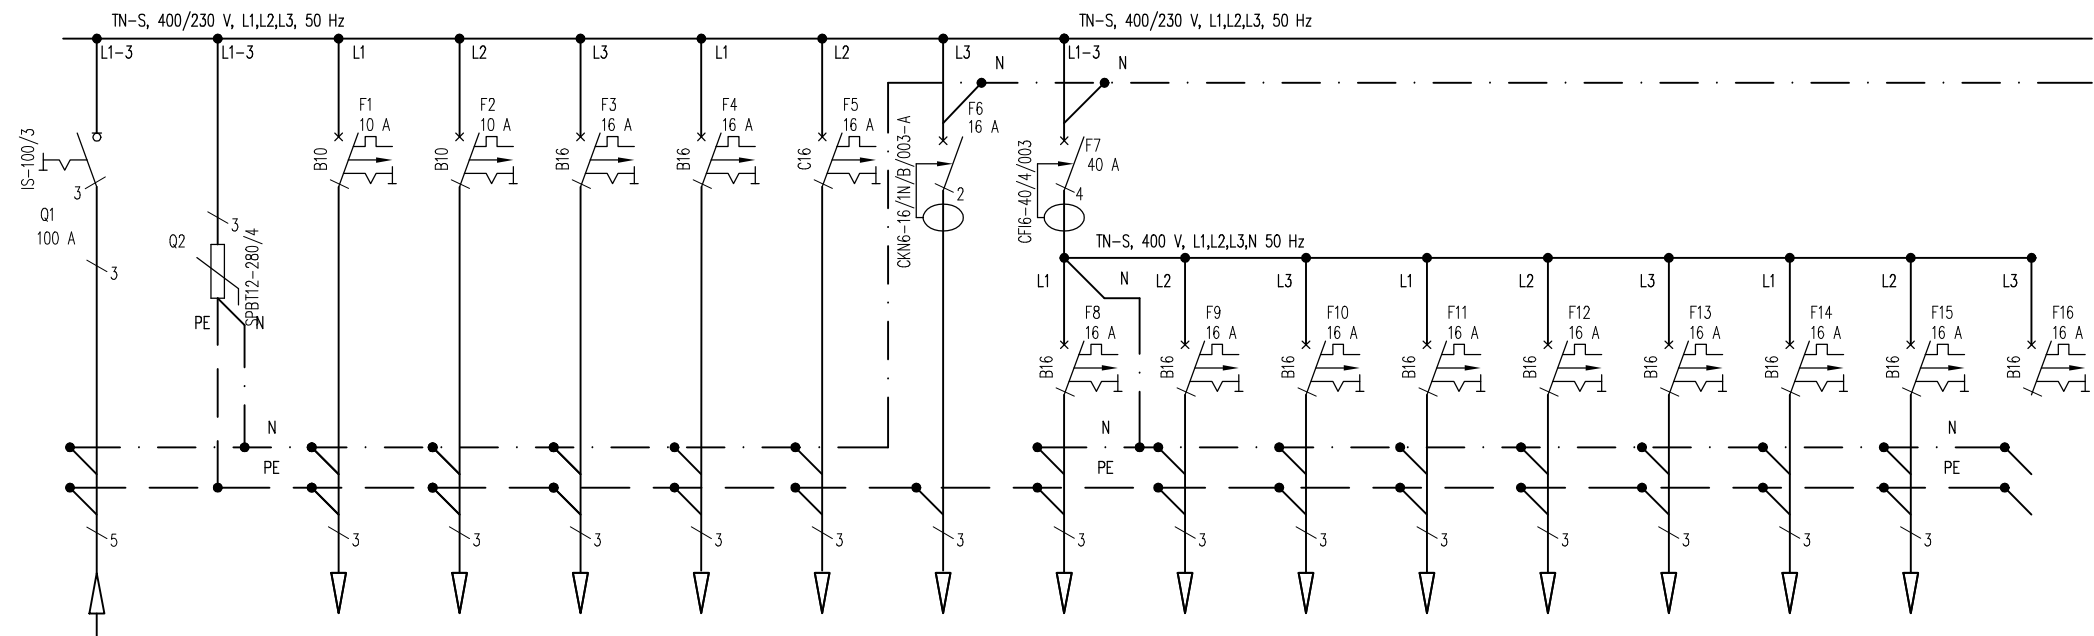 TN-S, 400/230 V, L1,L2,L3, 50 Hz
TN-S, 400/230 V, L1,L2,L3, 50 Hz
L1-3
L1-3
L1
L2
L3
L1
L2
L3
L1-3
N
N
IS-100/3
3
Q1
100 A
3
Q2
3
SPBT12-280/4
PE
N
F1
10 A
B10
F2
10 A
B10
F3
16 A
B16
F4
16 A
B16
F5
16 A
C16
F6
16 A
CKN6-16/1N/B/003-A
2
F7
40 A
CFI6-40/4/003
4
TN-S, 400 V, L1,L2,L3,N 50 Hz
L1
N
L2
L3
L1
L2
L3
L1
L2
L3
F8
16 A
B16
F9
16 A
B16
F10
16 A
B16
F11
16 A
B16
F12
16 A
B16
F13
16 A
B16
F14
16 A
B16
F15
16 A
B16
F16
16 A
B16
N
N
N
PE
PE
PE
5
3
3
3
3
3
3
3
3
3
3
3
3
3
3